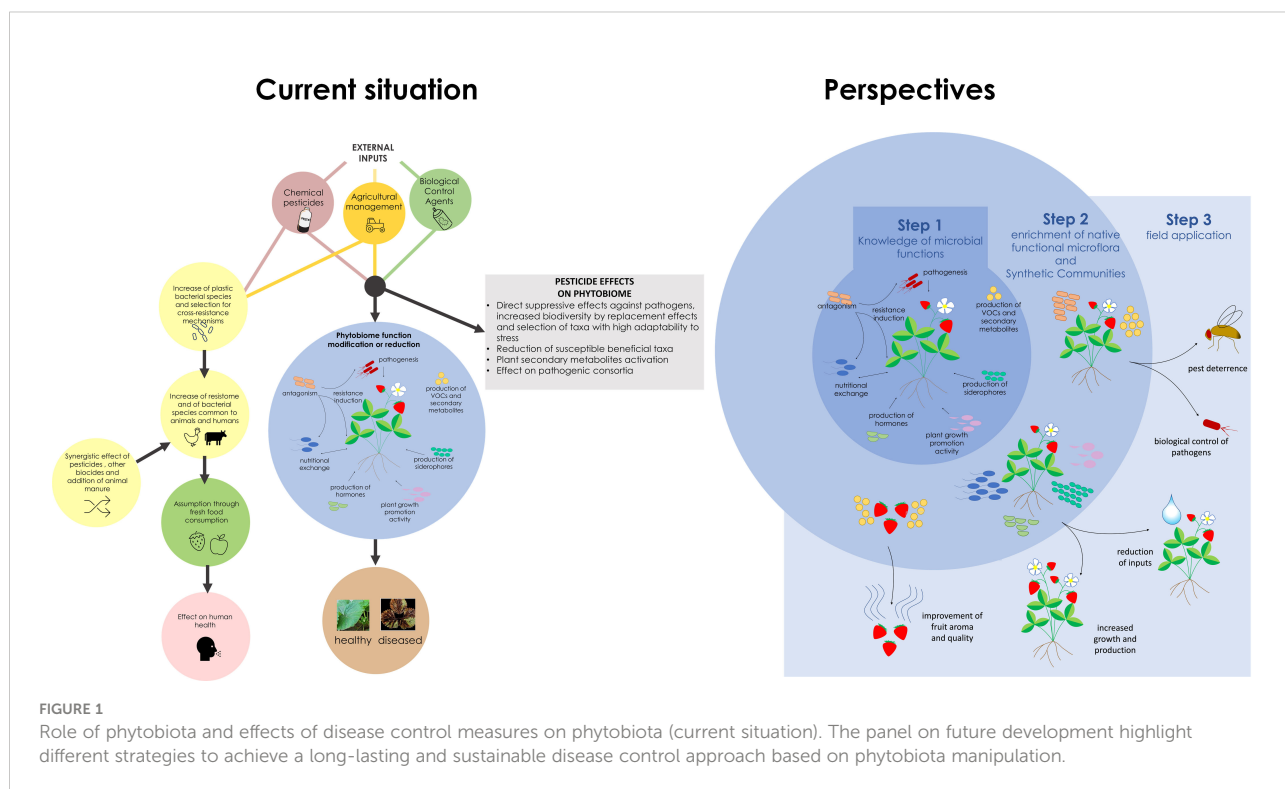 Current situation
EXTERNAL
INPUTS
Chemical
pesticides
Agricultural
management
Biological
Control
Agents
Increase of plastic
bacterial species
and selection for
cross-resistance
mechanisms
PESTICIDE EFFECTS
ON PHYTOBIOME
• Direct suppressive effects against pathogens,
increased biodiversity by replacement effects
and selection of taxa with high adaptability to
stress
• Reduction of susceptible beneficial taxa
• Plant secondary metabolites activation
• Effect on pathogenic consortia
Phytobiome function
modification or reduction
pathogenesis
antagonism
resistance
induction
production of
VOCs and
secondary
metabolites
nutritional
exchange
production of
siderophores
production of
hormones
plant growth
promotion
activity
Increase of resistome
and of bacterial
species common to
animals and humans
Synergistic effect of
pesticides , other
biocides and
addition of animal
manure
Assumption through
fresh food
consumption
Effect on human
health
healthy diseased
Perspectives
Step 1
Knowledge of microbial
functions
pathogenesis
antagonism
resistance
induction
production of
VOCs and
secondary
metabolites
nutritional
exchange
production of
siderophores
production of
hormones
plant growth
promotion
activity
Step 2
enrichment of native
functional microflora
and
Synthetic Communities
Step 3
field application
pest deterrence
biological control of
pathogens
reduction
of inputs
increased
growth and
production
improvement of
fruit aroma
and quality
FIGURE 1
Role of phytobiota and effects of disease control measures on phytobiota (current situation). The panel on future development highlight
different strategies to achieve a long-lasting and sustainable disease control approach based on phytobiota manipulation.